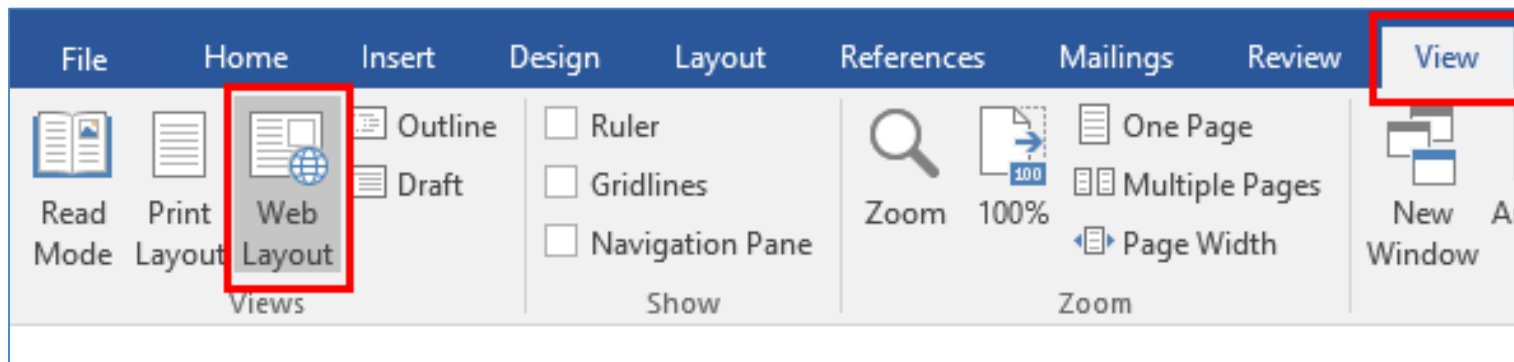 File Home Insert Design Layout References Mailings Review View
Read Mode
Print Layout
Web Layout
Outline
Draft
Views
Ruler
Gridlines
Navigation Pane
Show
Zoom
100
100%
One Page
Multiple Pages
Page Width
Zoom
New Window